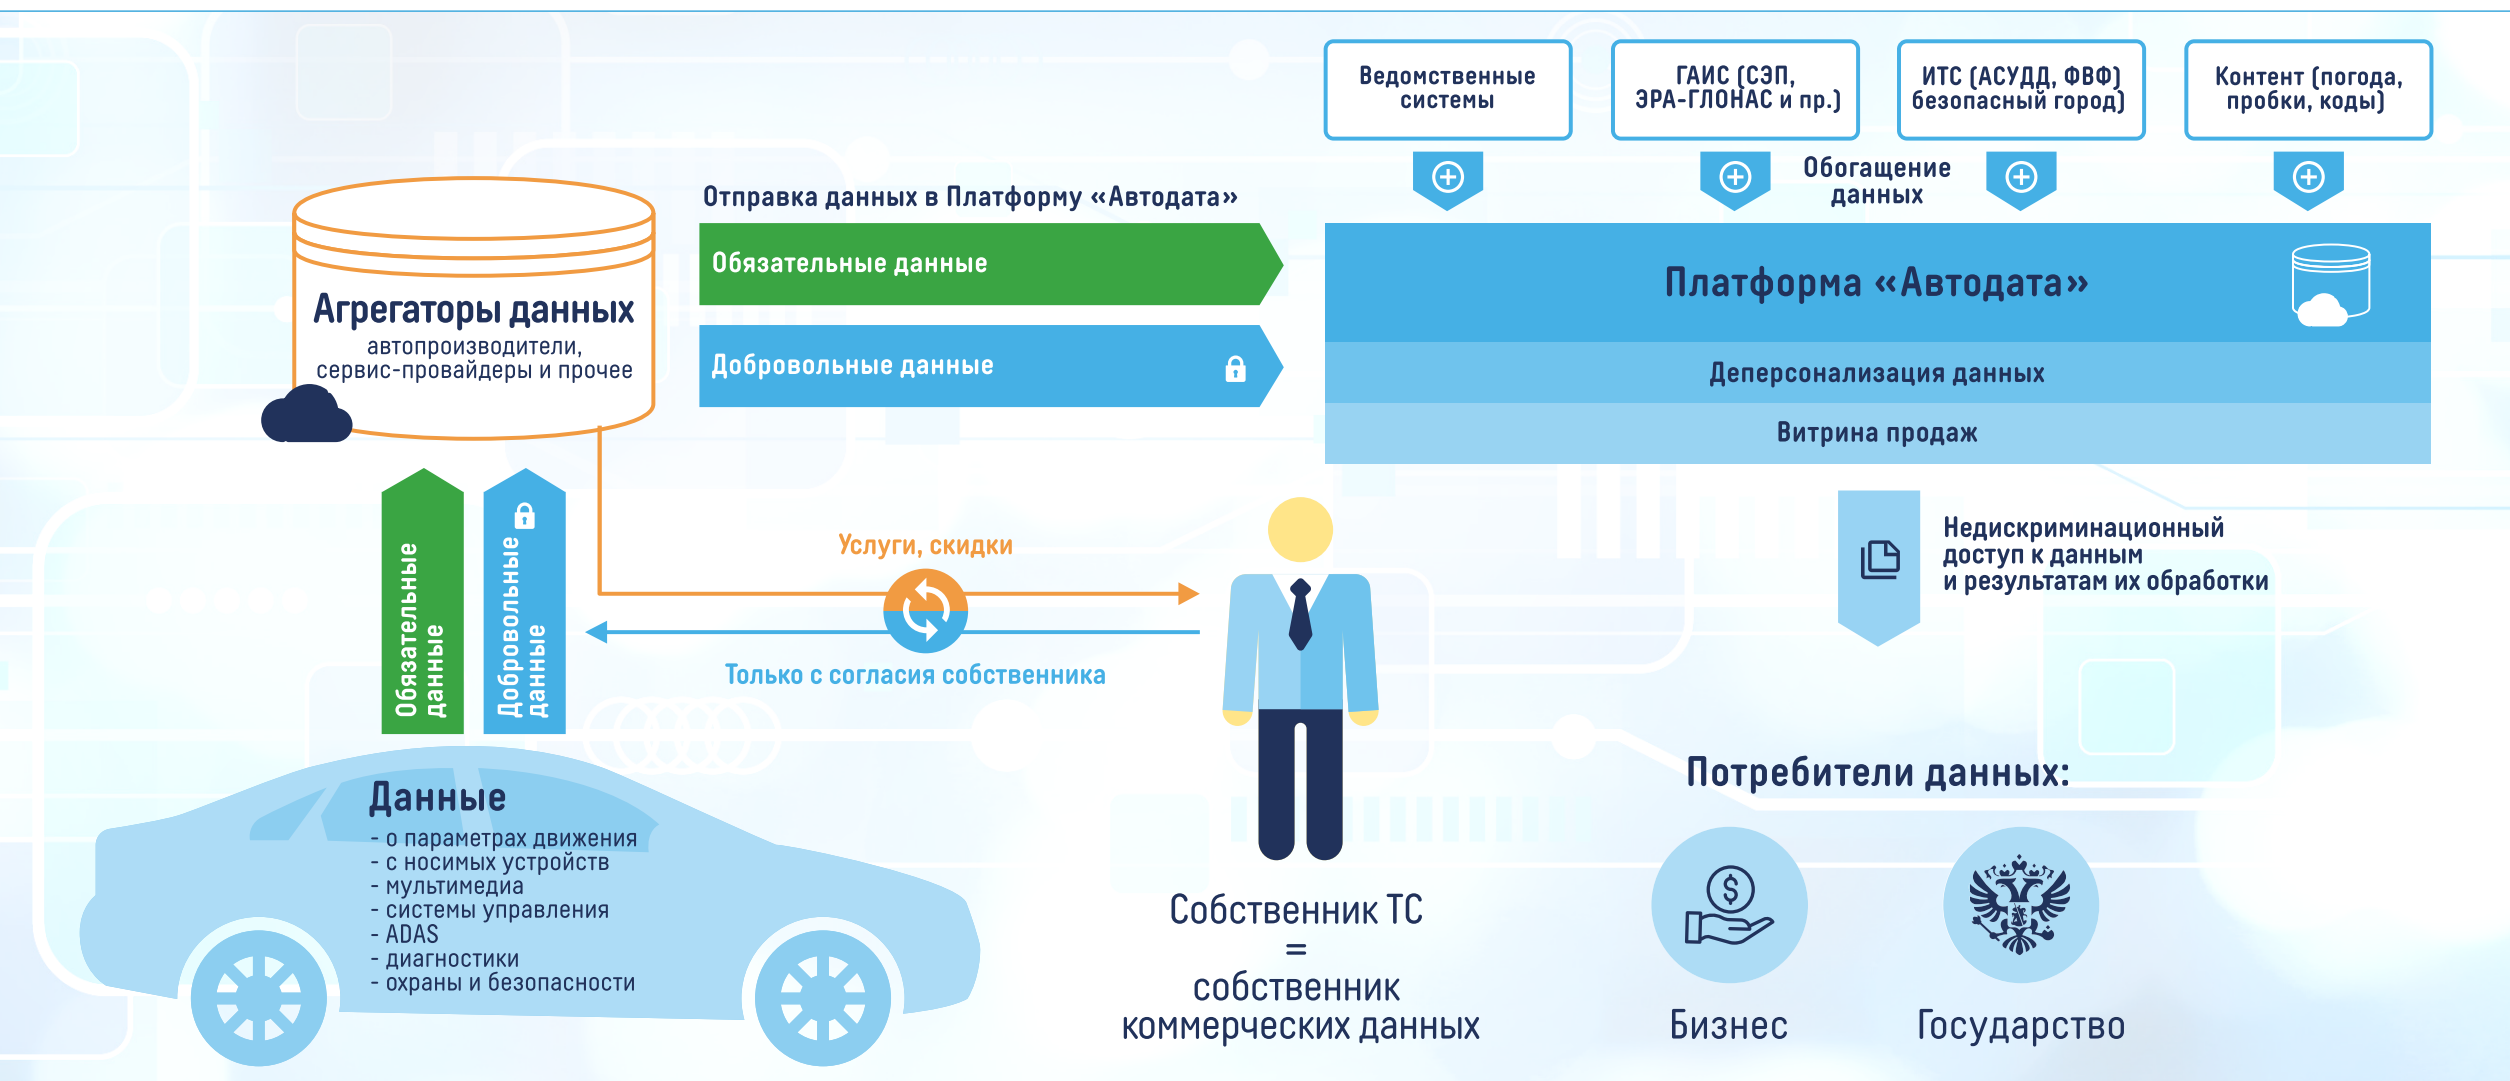 Ведомственные
системы
ГАИС (СЭП,
ЭРА-ГЛОНАС и пр.)
ИТС (АСУДД, ФВФ)
безопасный город)
Контент (погода,
пробки, коды)
Обогащение
данных
Отправка данных в Платформу «Автодата»
Обязательные данные
Добровольные данные
Агрегаторы данных
автопроизводители,
сервис-провайдеры и прочее
Платформа «Автодата»
Деперсонализация данных
Витрина продаж
Обязательные
данные
Добровольные
данные
Услуги, скидки
Только с согласия собственника
Недискриминационный
доступ к данным
и результатам их обработки
Данные
- о параметрах движения
- с носимых устройств
- мультимедиа
- системы управления
- ADAS
- диагностики
- охраны и безопасности
Собственник ТС
=
собственник
коммерческих данных
Потребители данных:
$
Бизнес
Государство